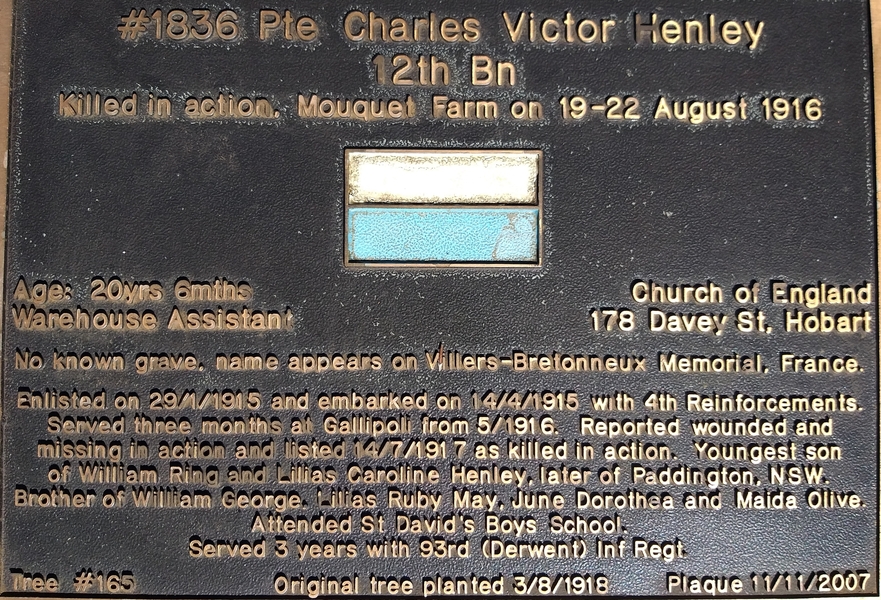 #1836 Pte Charles Victor Henley
12th Bn
Killed in action, Mouquet Farm on 19-22 August 1916
Age: 20yrs 6mths
Church of England
Warehouse Assistant
178 Davey St, Hobart
No known grave, name appears on Villers-Bretonneux Memorial, France.
Enlisted on 29/1/1915 and embarked on 14/4/1915 with 4th Reinforcements.
Served three months at Gallipoli from 5/1916. Reported wounded and
missing in action and listed 14/7/1917 as killed in action. Youngest son
of William Ring and Lillias Caroline Henley, later of Paddington, NSW.
Brother of William George, Lillias Ruby May, June Dorothea and Maida Olive.
Attended St David's Boys School.
Served 3 years with 93rd (Derwent) Inf Regt.
Tree #165 Original tree planted 3/8/1918 Plaque 11/11/2007